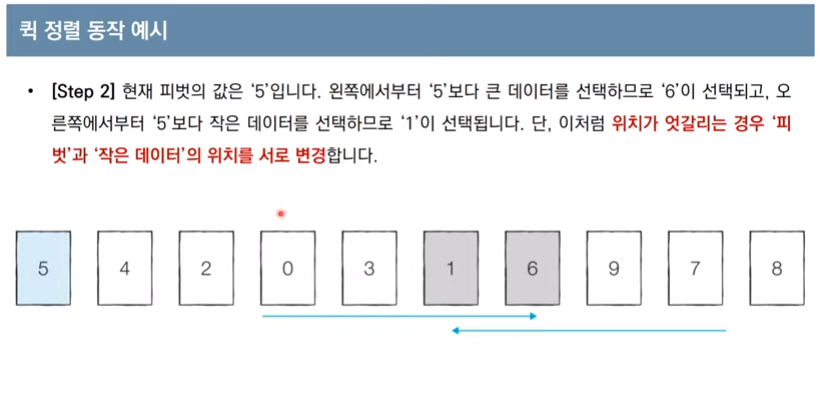 퀵 정렬 동작 예시
• [Step 2] 현재 피벗의 값은 ‘5’입니다. 왼쪽에서부터 ‘5’보다 큰 데이터를 선택하므로 ‘6’이 선택되고, 오
른쪽에서부터 ‘5’보다 작은 데이터를 선택하므로 ‘1’이 선택됩니다. 단, 이처럼 위치가 엇갈리는 경우 ‘피
벗’과 ‘작은 데이터’의 위치를 서로 변경합니다.
5 4 2 0 3 1 6 9 7 8